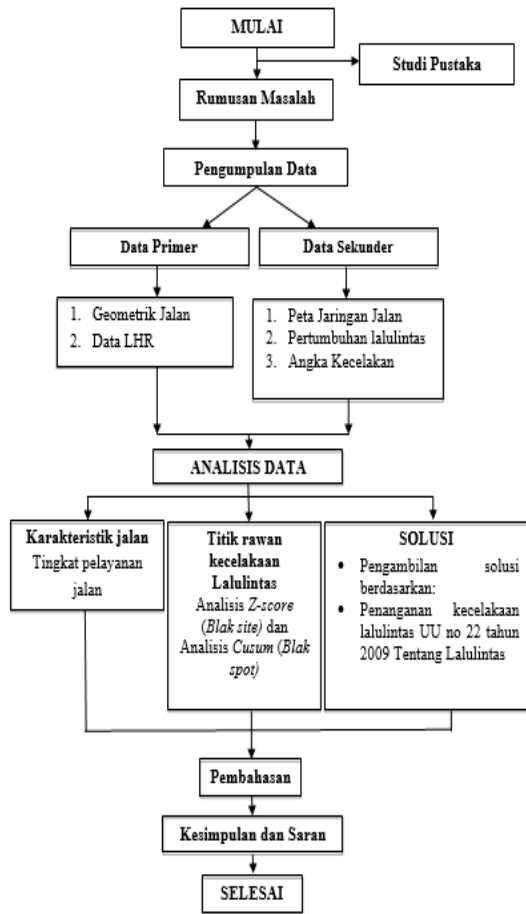 MULAI
Studi Pustaka
Rumusan Masalah
Pengumpulan Data
Data Primer
Data Sekunder
1. Geometrik Jalan
2. Data LHR
1. Peta Jaringan Jalan
2. Pertumbuhan lalulintas
3. Angka Kecelakan
ANALISIS DATA
Karakteristik jalan
Tingkat pelayanan
jalan
Titik rawan
kecelakaan
Lalulintas
Analisis Z-score
(Blak site) dan
Analisis Cusum (Blak
spot)
SOLUSI
• Pengambilan solusi
berdasarkan:
• Penanganan kecelakaan
lalulintas UU no 22 tahun
2009 Tentang Lalulintas
Pembahasan
Kesimpulan dan Saran
SELESAI